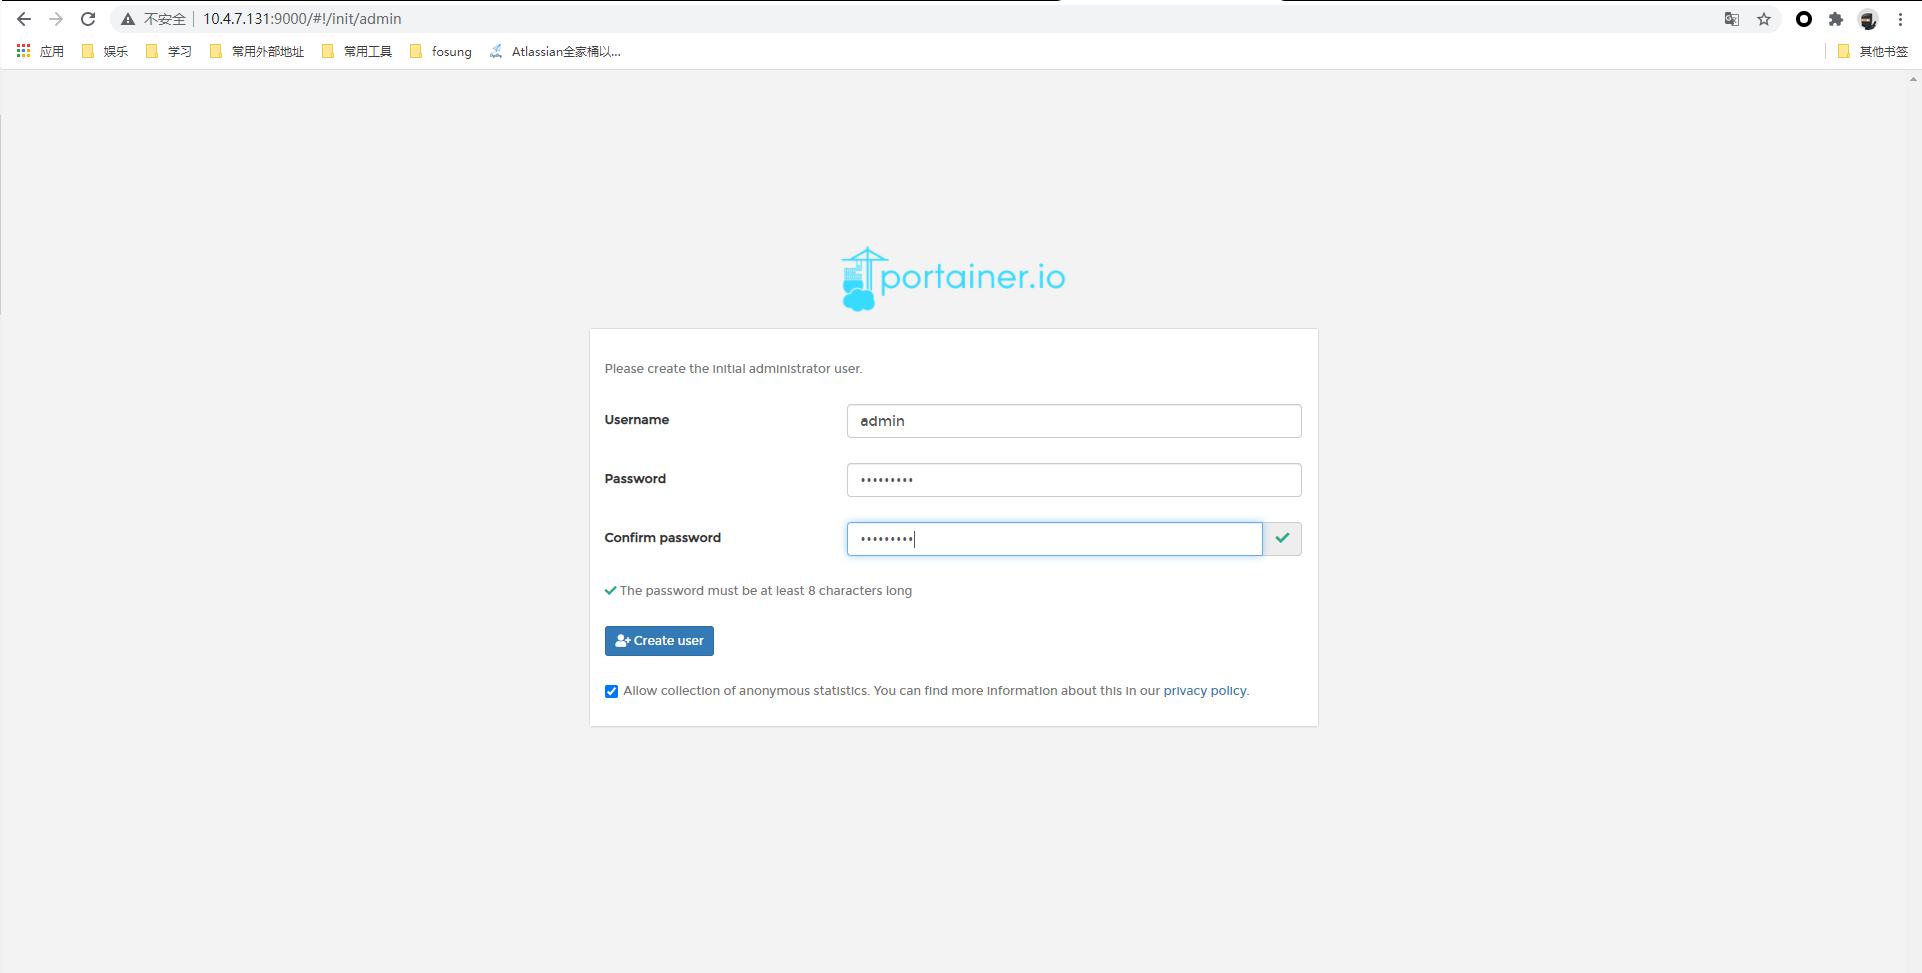 不安全 10.4.7.131:9000/#!/init/admin
应用 娱乐 学习 常用外部地址 常用工具 fosung Atlassian全家桶以... 其他书签
portainer.io
Please create the initial administrator user.
Username admin
Password •••••••••
Confirm password •••••••••
The password must be at least 8 characters long
Create user
Allow collection of anonymous statistics. You can find more information about this in our privacy policy.